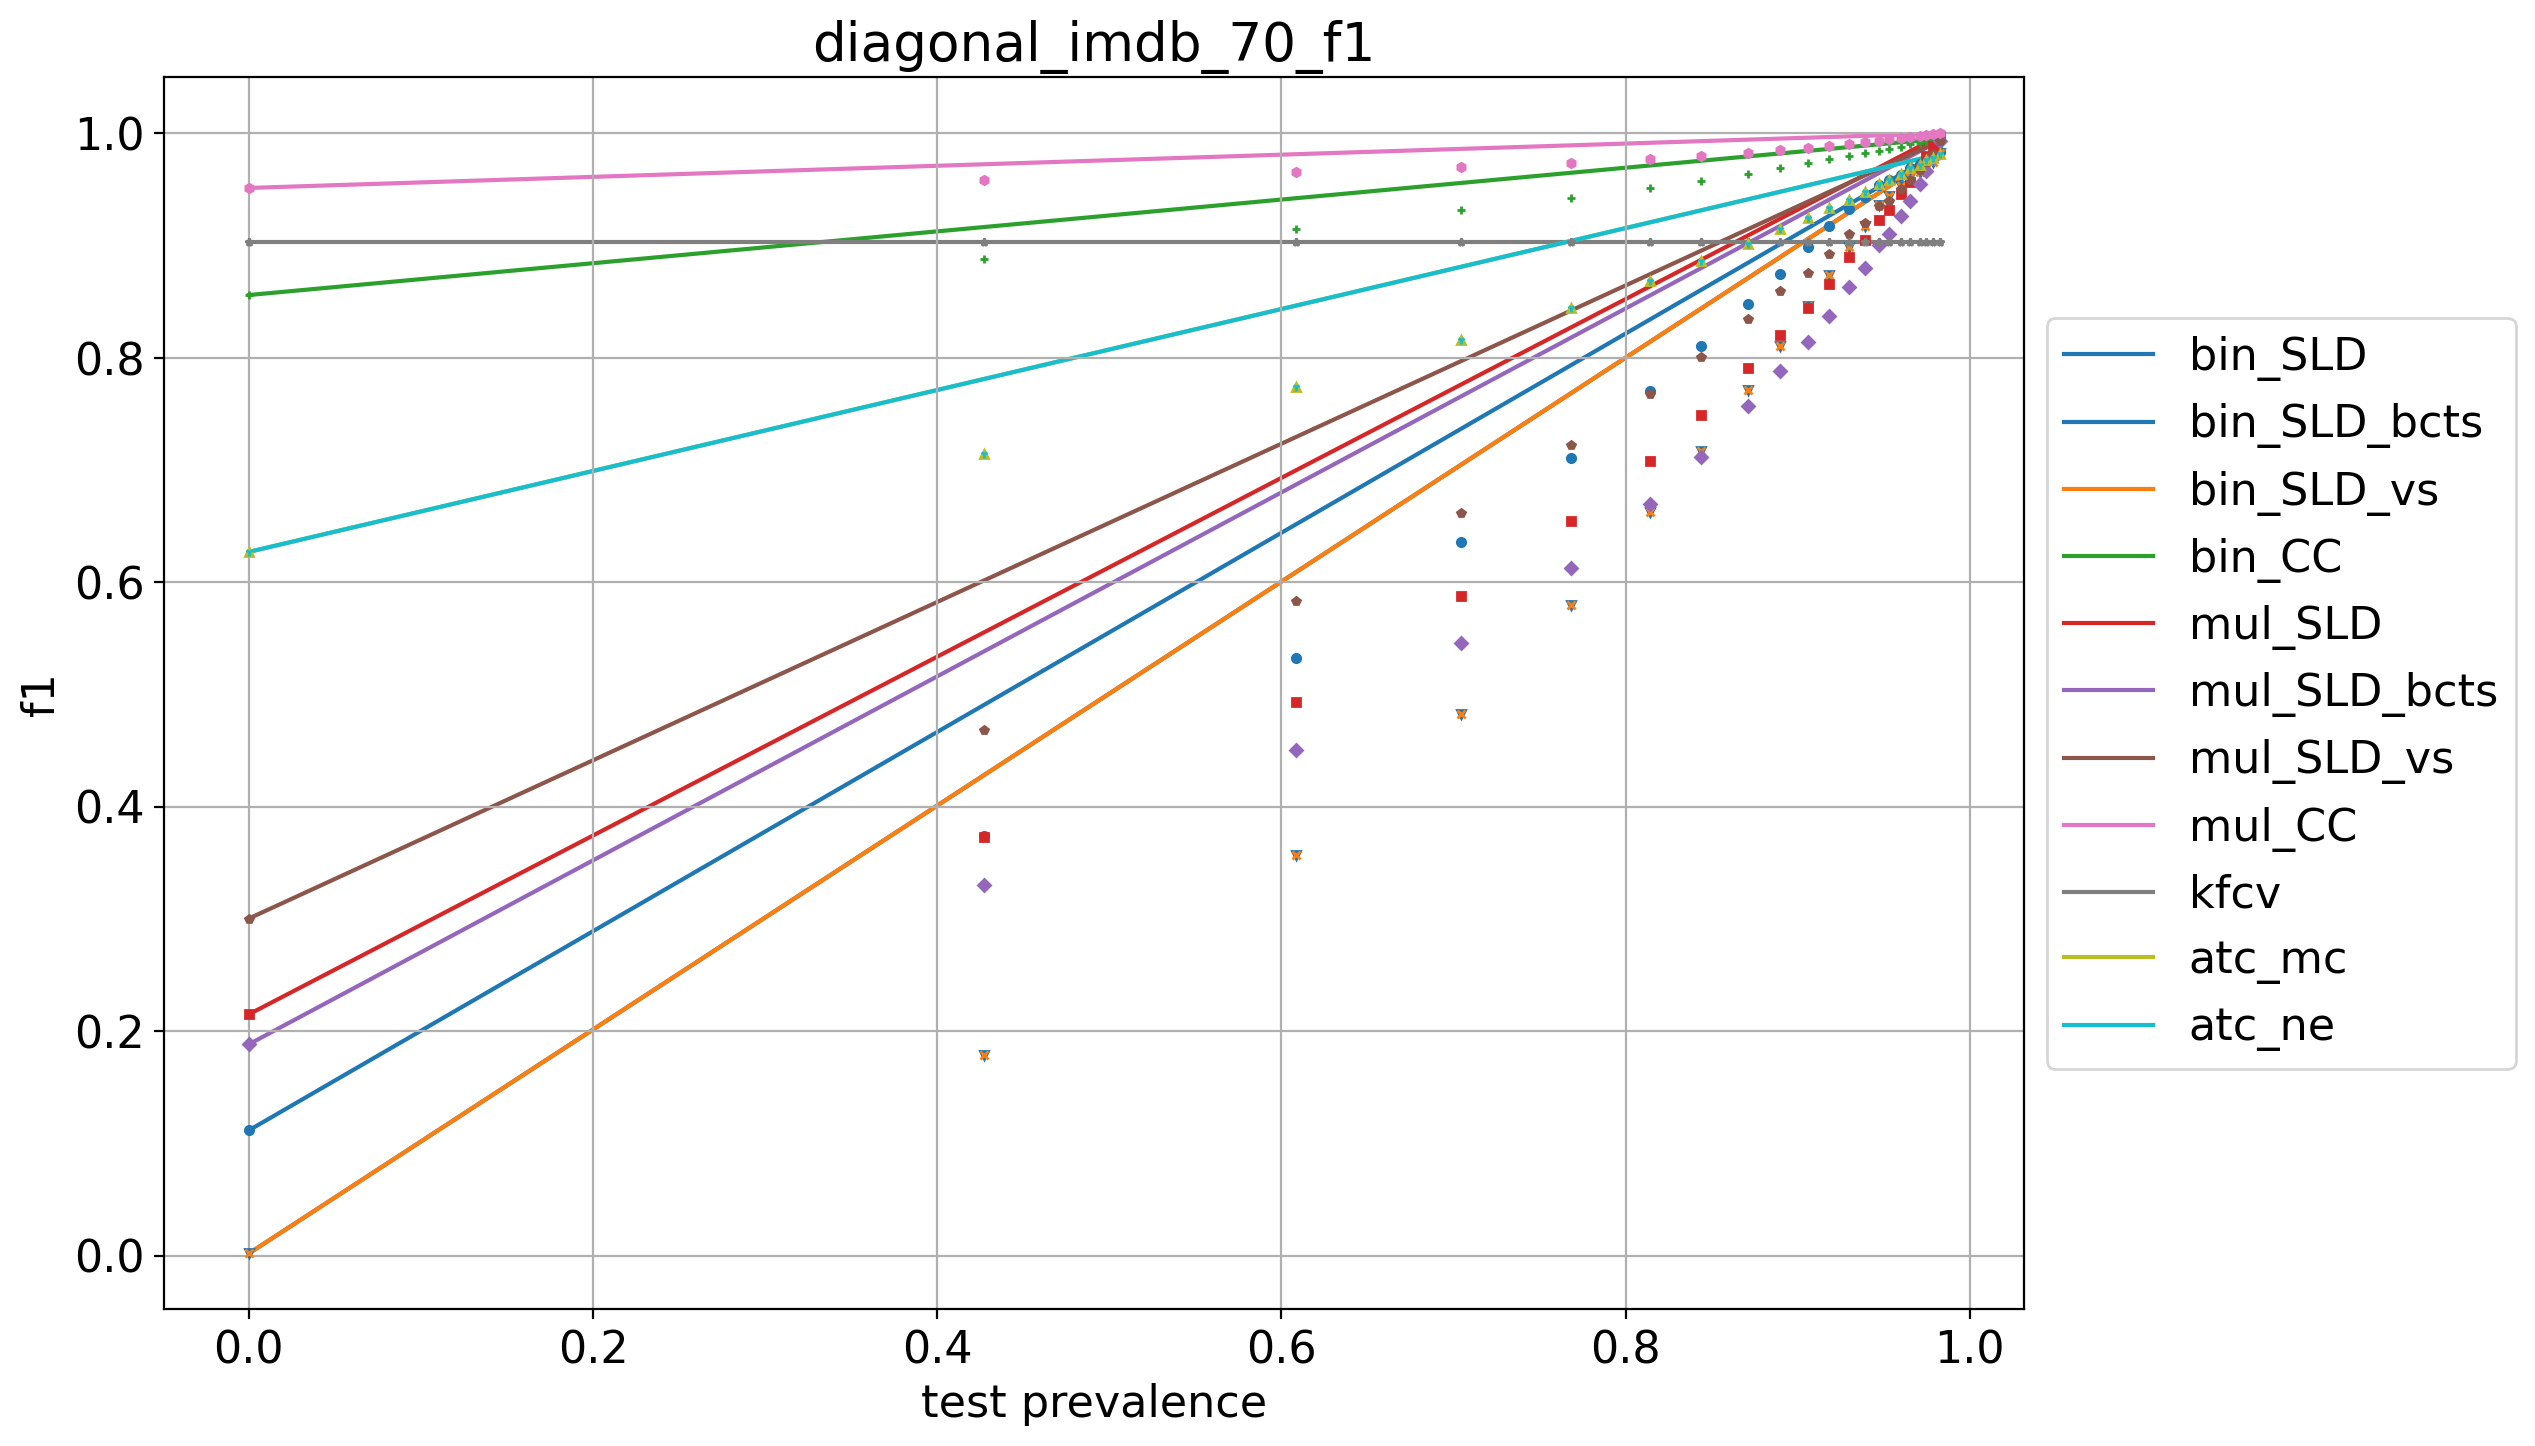 diagonal_imdb_70_f1
1.0
0.8
0.6
0.4
0.2
0.0
f1
0.0 0.2 0.4 0.6 0.8 1.0
test prevalence
bin_SLD
bin_SLD_bcts
bin_SLD_vs
bin_CC
mul_SLD
mul_SLD_bcts
mul_SLD_vs
mul_CC
kfcv
atc_mc
atc_ne